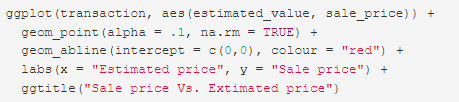 ggplot(transaction, aes(estimated_value, sale_price)) +
  geom_point(alpha = .1, na.rm = TRUE) +
  geom_abline(intercept = c(0,0), colour = "red") +
  labs(x = "Estimated price", y = "Sale price") +
  ggtitle("Sale price Vs. Extimated price")